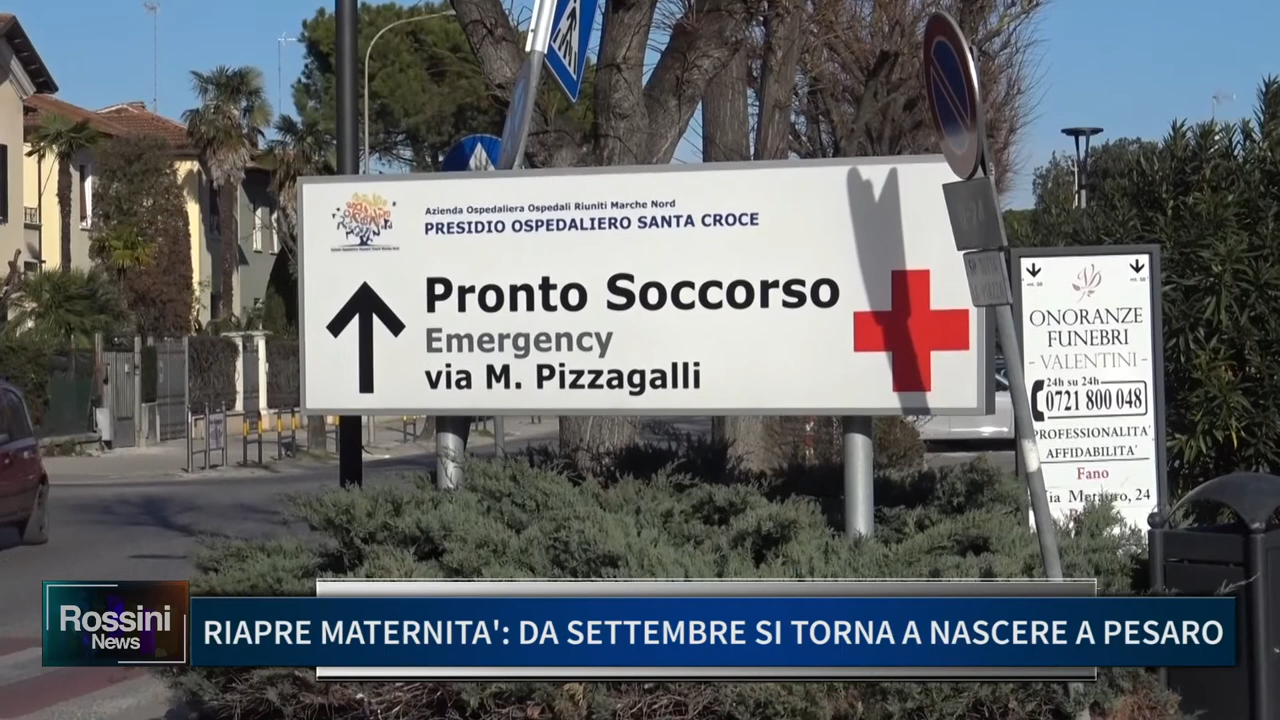 Azienda Ospedaliera Ospedali Riuniti Marche Nord
PRESIDIO OSPEDALIERO SANTA CROCE
Pronto Soccorso
Emergency
via M. Pizzagalli
ONORANZE
FUNEBRI
- VALENTINI -
24h su 24h
0721 800 048
PROFESSIONALITA'
AFFIDABILITA'
Fano
Via Metauro, 24
Rossini
News
RIAPRE MATERNITA': DA SETTEMBRE SI TORNA A NASCERE A PESARO